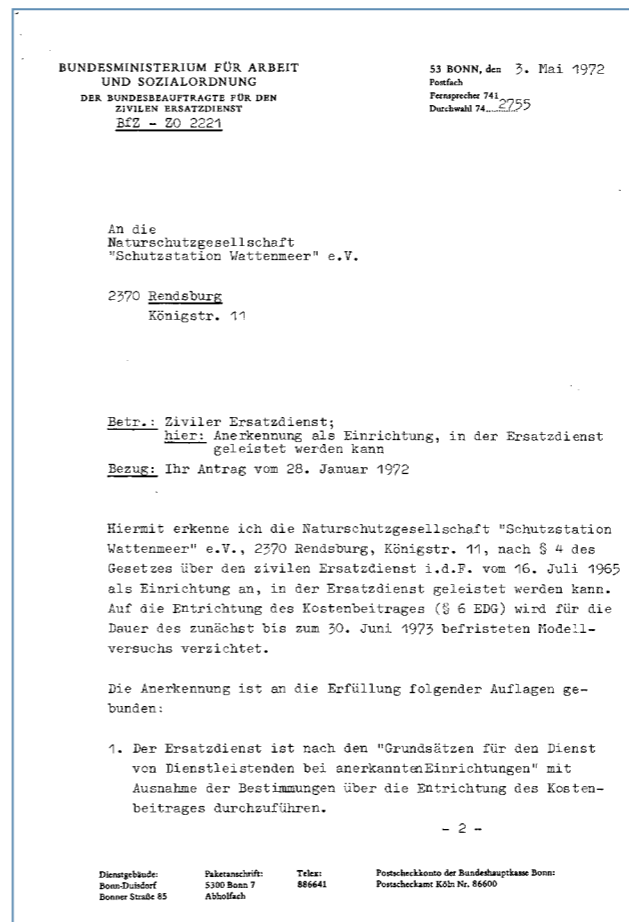 BUNDESMINISTERIUM FÜR ARBEIT
UND SOZIALORDNUNG
DER BUNDESBEAUFTRAGTE FÜR DEN
ZIVILEN ERSATZDIENST
BfZ - ZO 2221
53 BONN, den 3. Mai 1972
Postfach
Fernsprecher 741
Durchwahl 74....2755
An die
Naturschutzgesellschaft
"Schutzstation Wattenmeer" e.V.
2370 Rendsburg
Königstr. 11
Betr.: Ziviler Ersatzdienst;
hier: Anerkennung als Einrichtung, in der Ersatzdienst
geleistet werden kann
Bezug: Ihr Antrag vom 28. Januar 1972
Hiermit erkenne ich die Naturschutzgesellschaft "Schutzstation
Wattenmeer" e.V., 2370 Rendsburg, Königstr. 11, nach § 4 des
Gesetzes über den zivilen Ersatzdienst i.d.F. vom 16. Juli 1965
als Einrichtung an, in der Ersatzdienst geleistet werden kann.
Auf die Entrichtung des Kostenbeitrages (§ 6 EDG) wird für die
Dauer des zunächst bis zum 30. Juni 1973 befristeten Modell-
versuchs verzichtet.
Die Anerkennung ist an die Erfüllung folgender Auflagen ge-
bunden:
1. Der Ersatzdienst ist nach den "Grundsätzen für den Dienst
von Dienstleistenden bei anerkannten Einrichtungen" mit
Ausnahme der Bestimmungen über die Entrichtung des Kosten-
beitrages durchzuführen.
- 2 -
Dienstgebäude:
Bonn-Duisdorf
Bonner Straße 85
Paketanschrift:
5300 Bonn 7
Abholfach
Telex:
886641
Postscheckkonto der Bundeshauptkasse Bonn:
Postscheckamt Köln Nr. 86600